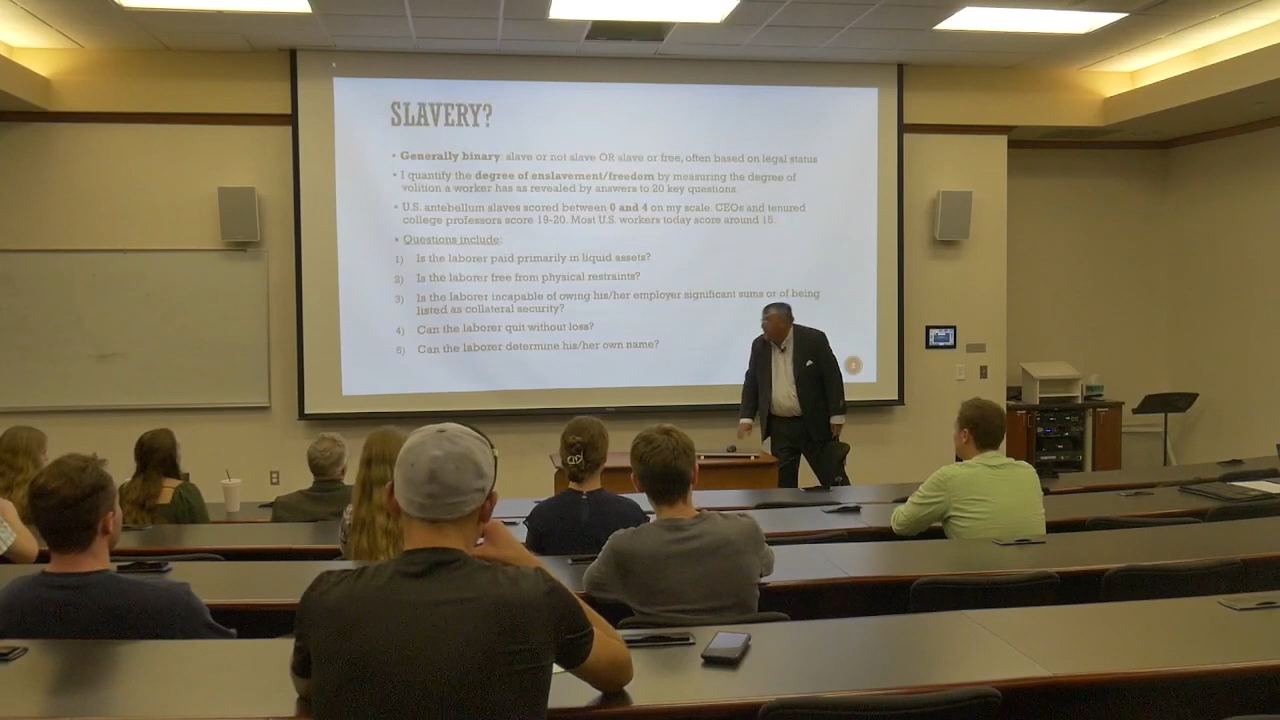 SLAVERY?
• Generally binary: slave or not slave OR slave or free, often based on legal status
• I quantify the degree of enslavement/freedom by measuring the degree of
volition a worker has as revealed by answers to 20 key questions.
• U.S. antebellum slaves scored between 0 and 4 on my scale. CEOs and tenured
college professors score 19-20. Most U.S. workers today score around 15.
• Questions include:
1) Is the laborer paid primarily in liquid assets?
2) Is the laborer free from physical restraints?
3) Is the laborer incapable of owing his/her employer significant sums or of being
listed as collateral security?
4) Can the laborer quit without loss?
5) Can the laborer determine his/her own name?